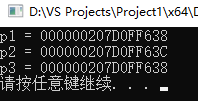 D:\VS Projects\Project1\x64\D
p1 = 000000207D0FF638
p2 = 000000207D0FF63C
p3 = 000000207D0FF638
请按任意键继续. . .